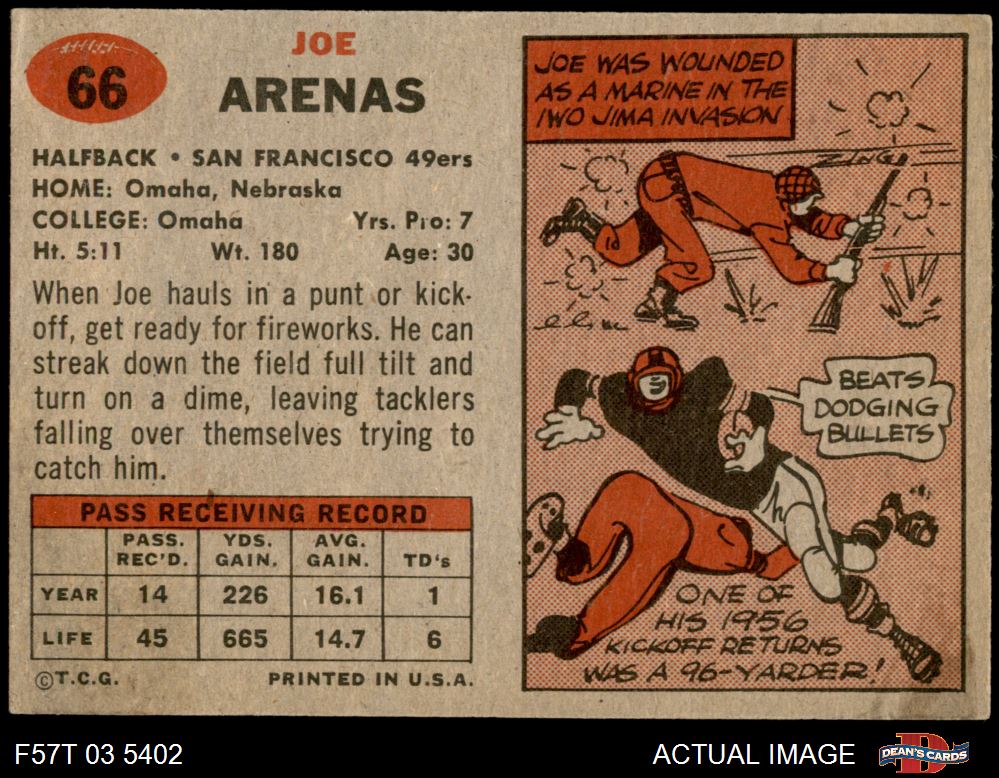 66
JOE
ARENAS
HALFBACK • SAN FRANCISCO 49ers
HOME: Omaha, Nebraska
COLLEGE: Omaha Yrs. Pro: 7
Ht. 5:11 Wt. 180 Age: 30
When Joe hauls in a punt or kick-
off, get ready for fireworks. He can
streak down the field full tilt and
turn on a dime, leaving tacklers
falling over themselves trying to
catch him.
PASS RECEIVING RECORD
PASS. REC'D. YDS. GAIN. AVG. GAIN. TD's
YEAR 14 226 16.1 1
LIFE 45 665 14.7 6
©T.C.G. PRINTED IN U.S.A.
JOE WAS WOUNDED
AS A MARINE IN THE
IWO JIMA INVASION
ZING
BEATS
DODGING
BULLETS
ONE OF
HIS 1956
KICKOFF RETURNS
WAS A 96-YARDER!
F57T 03 5402
ACTUAL IMAGE
D
DEAN'S CARDS